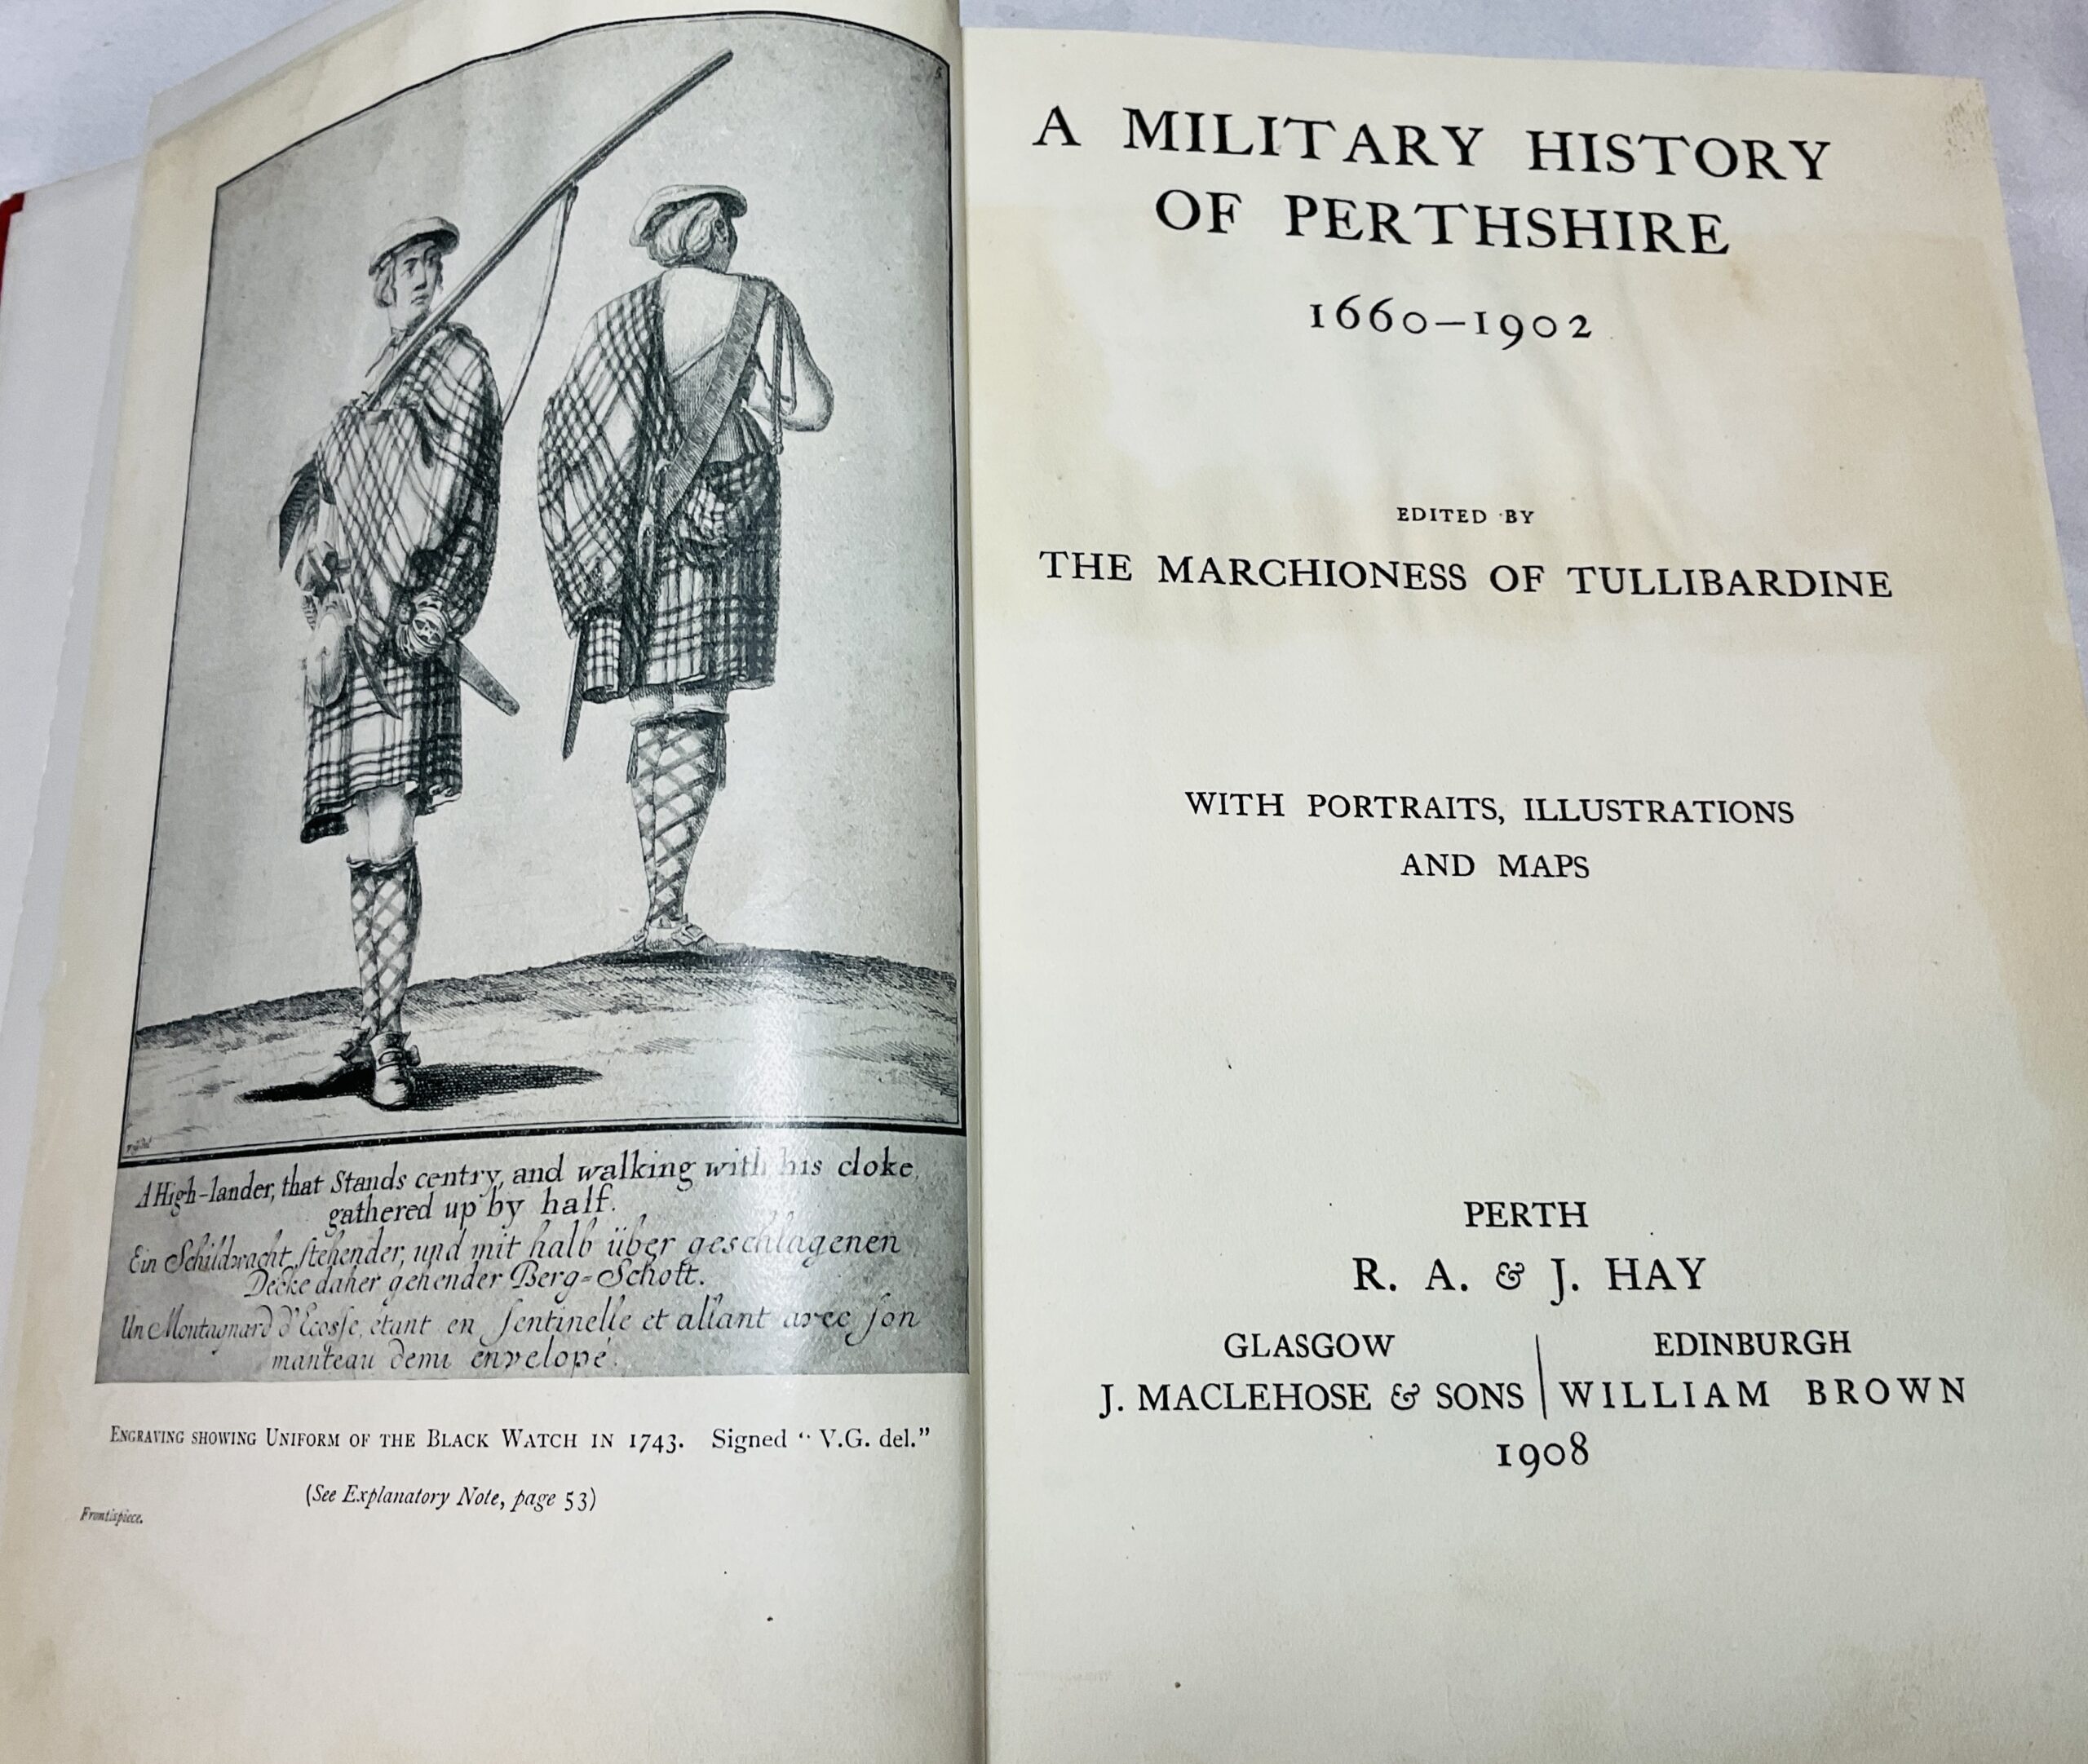 A High-lander, that Stands centry, and walking with his cloke,
gathered up by half.
Ein Schildwacht stehender, und mit halb über geschlagenen
Decke daher gehender Berg-Schott.
Un Montagnard d'Ecosse, étant en sentinelle et allant avec son
manteau demi envelopé.
ENGRAVING SHOWING UNIFORM OF THE BLACK WATCH IN 1743. Signed “ V.G. del.”
(See Explanatory Note, page 53)
Frontispiece.
A MILITARY HISTORY
OF PERTHSHIRE
1660–1902
EDITED BY
THE MARCHIONESS OF TULLIBARDINE
WITH PORTRAITS, ILLUSTRATIONS
AND MAPS
PERTH
R. A. & J. HAY
GLASGOW
J. MACLEHOSE & SONS
EDINBURGH
WILLIAM BROWN
1908